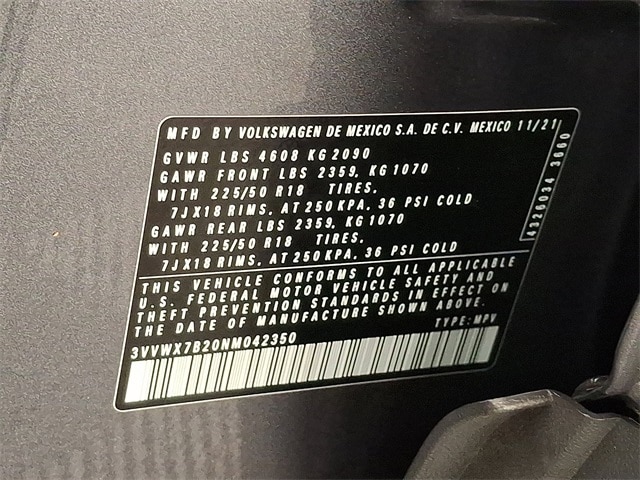 MFD BY VOLKSWAGEN DE MEXICO S.A. DE C.V. MEXICO 11/21
GVWR LBS 4608 KG 2090
GAWR FRONT LBS 2359, KG 1070
WITH 225/50 R18 TIRES,
7JX18 RIMS, AT 250 KPA, 36 PSI COLD
GAWR REAR LBS 2359, KG 1070
WITH 225/50 R18 TIRES,
7JX18 RIMS, AT 250 KPA, 36 PSI COLD
THIS VEHICLE CONFORMS TO ALL APPLICABLE
U.S. FEDERAL MOTOR VEHICLE SAFETY AND
THEFT PREVENTION STANDARDS IN EFFECT ON
THE DATE OF MANUFACTURE SHOWN ABOVE.
3VVWX7B20NM042350 TYPE: MPV
4326034 3660